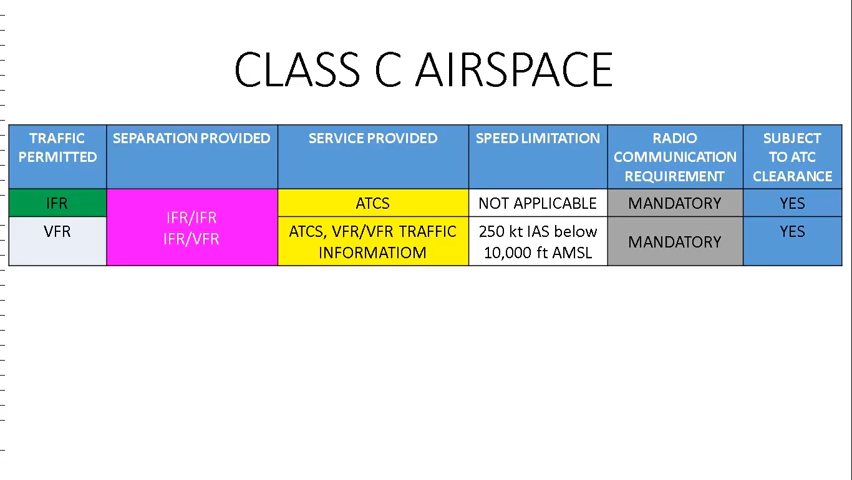 CLASS C AIRSPACE
TRAFFIC
PERMITTED
SEPARATION PROVIDED
SERVICE PROVIDED
SPEED LIMITATION
RADIO
COMMUNICATION
REQUIREMENT
SUBJECT
TO ATC
CLEARANCE
IFR
IFR/IFR
IFR/VFR
ATCS
NOT APPLICABLE
MANDATORY
YES
VFR
ATCS, VFR/VFR TRAFFIC
INFORMATIOM
250 kt IAS below
10,000 ft AMSL
MANDATORY
YES